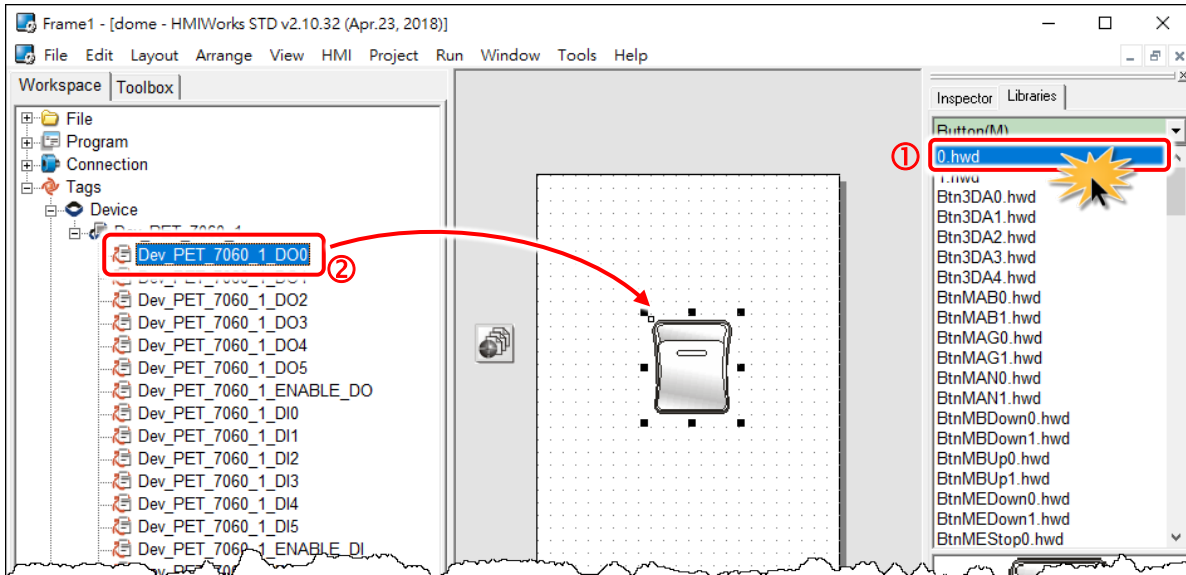 Frame1 - [dome - HMIWorks STD v2.10.32 (Apr.23, 2018)]
File Edit Layout Arrange View HMI Project Run Window Tools Help
Workspace Toolbox
File
Program
Connection
Tags
Device
Dev_PET_7060_1
Dev_PET_7060_1_DO0
②
Dev_PET_7060_1_DO2
Dev_PET_7060_1_DO3
Dev_PET_7060_1_DO4
Dev_PET_7060_1_DO5
Dev_PET_7060_1_ENABLE_DO
Dev_PET_7060_1_DI0
Dev_PET_7060_1_DI1
Dev_PET_7060_1_DI2
Dev_PET_7060_1_DI3
Dev_PET_7060_1_DI4
Dev_PET_7060_1_DI5
Dev_PET_7060_1_ENABLE_DI
Inspector Libraries
Button(M)
① 0.hwd
1.hwd
Btn3DA0.hwd
Btn3DA1.hwd
Btn3DA2.hwd
Btn3DA3.hwd
Btn3DA4.hwd
BtnMAB0.hwd
BtnMAB1.hwd
BtnMAG0.hwd
BtnMAG1.hwd
BtnMAN0.hwd
BtnMAN1.hwd
BtnMBDown0.hwd
BtnMBDown1.hwd
BtnMBUp0.hwd
BtnMBUp1.hwd
BtnMEDown0.hwd
BtnMEDown1.hwd
BtnMEStop0.hwd